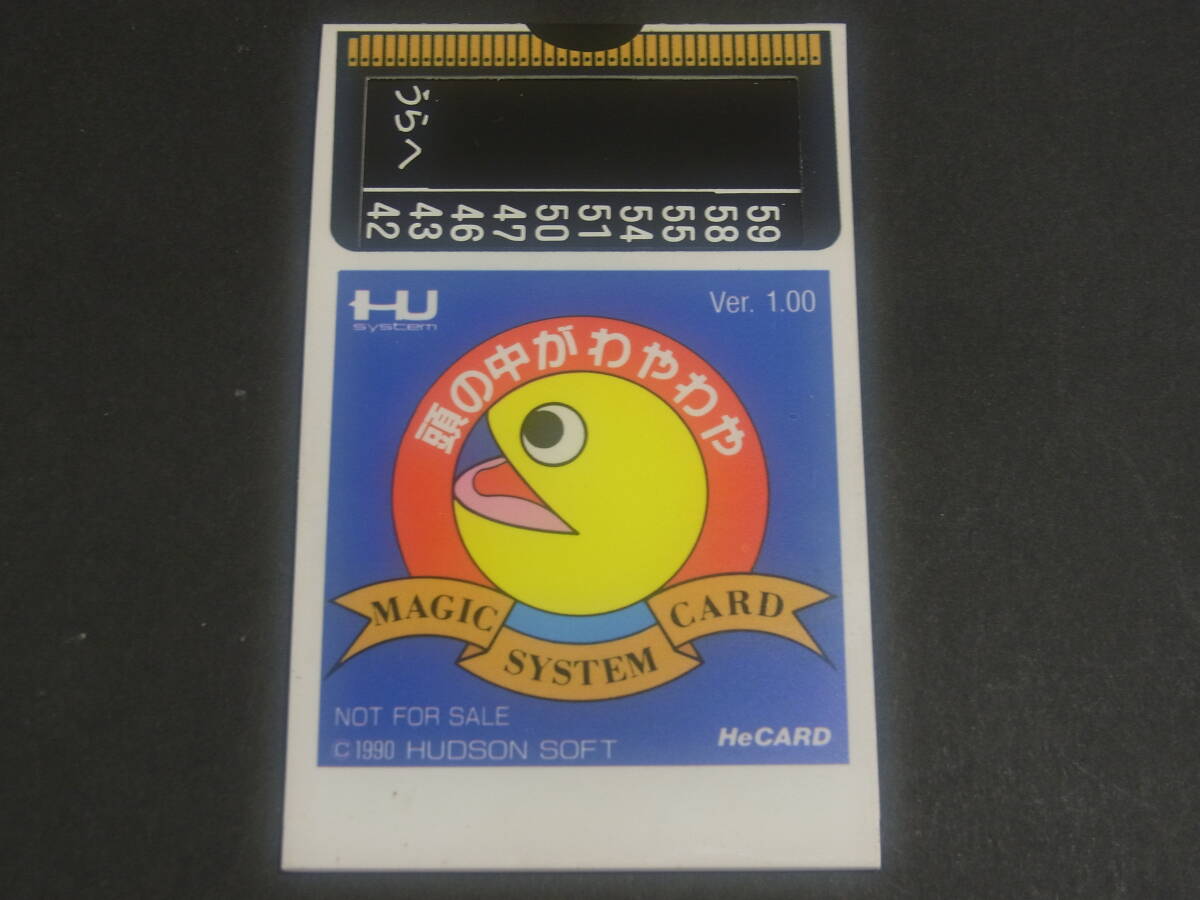 うらへ
59
58
55
54
51
50
47
46
43
42
HU
system
Ver. 1.00
頭の中がわやわや
MAGIC
SYSTEM
CARD
NOT FOR SALE
© 1990 HUDSON SOFT
HeCARD